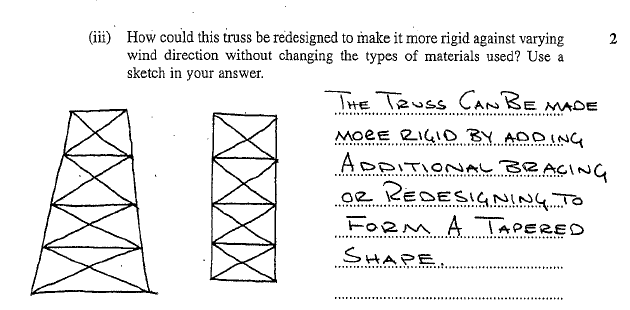 (iii) How could this truss be redesigned to make it more rigid against varying 2
wind direction without changing the types of materials used? Use a
sketch in your answer.
THE TRUSS CAN BE MADE
MORE RIGID BY ADDING
ADDITIONAL BRACING
OR REDESIGNING TO
FORM A TAPERED
SHAPE.